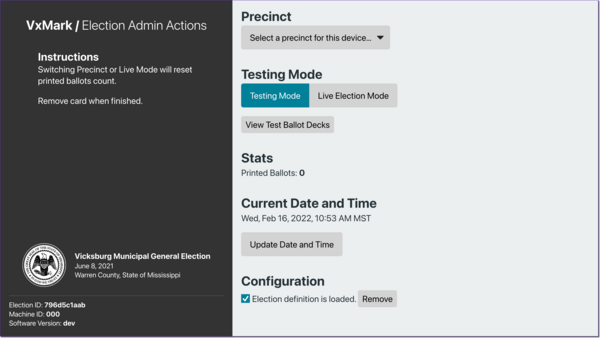 VxMark / Election Admin Actions
Instructions
Switching Precinct or Live Mode will reset
printed ballots count.
Remove card when finished.
Vicksburg Municipal General Election
June 8, 2021
Warren County, State of Mississippi
Election ID: 796d5c1aab
Machine ID: 000
Software Version: dev
Precinct
Select a precinct for this device...
Testing Mode
Testing Mode Live Election Mode
View Test Ballot Decks
Stats
Printed Ballots: 0
Current Date and Time
Wed, Feb 16, 2022, 10:53 AM MST
Update Date and Time
Configuration
Election definition is loaded. Remove